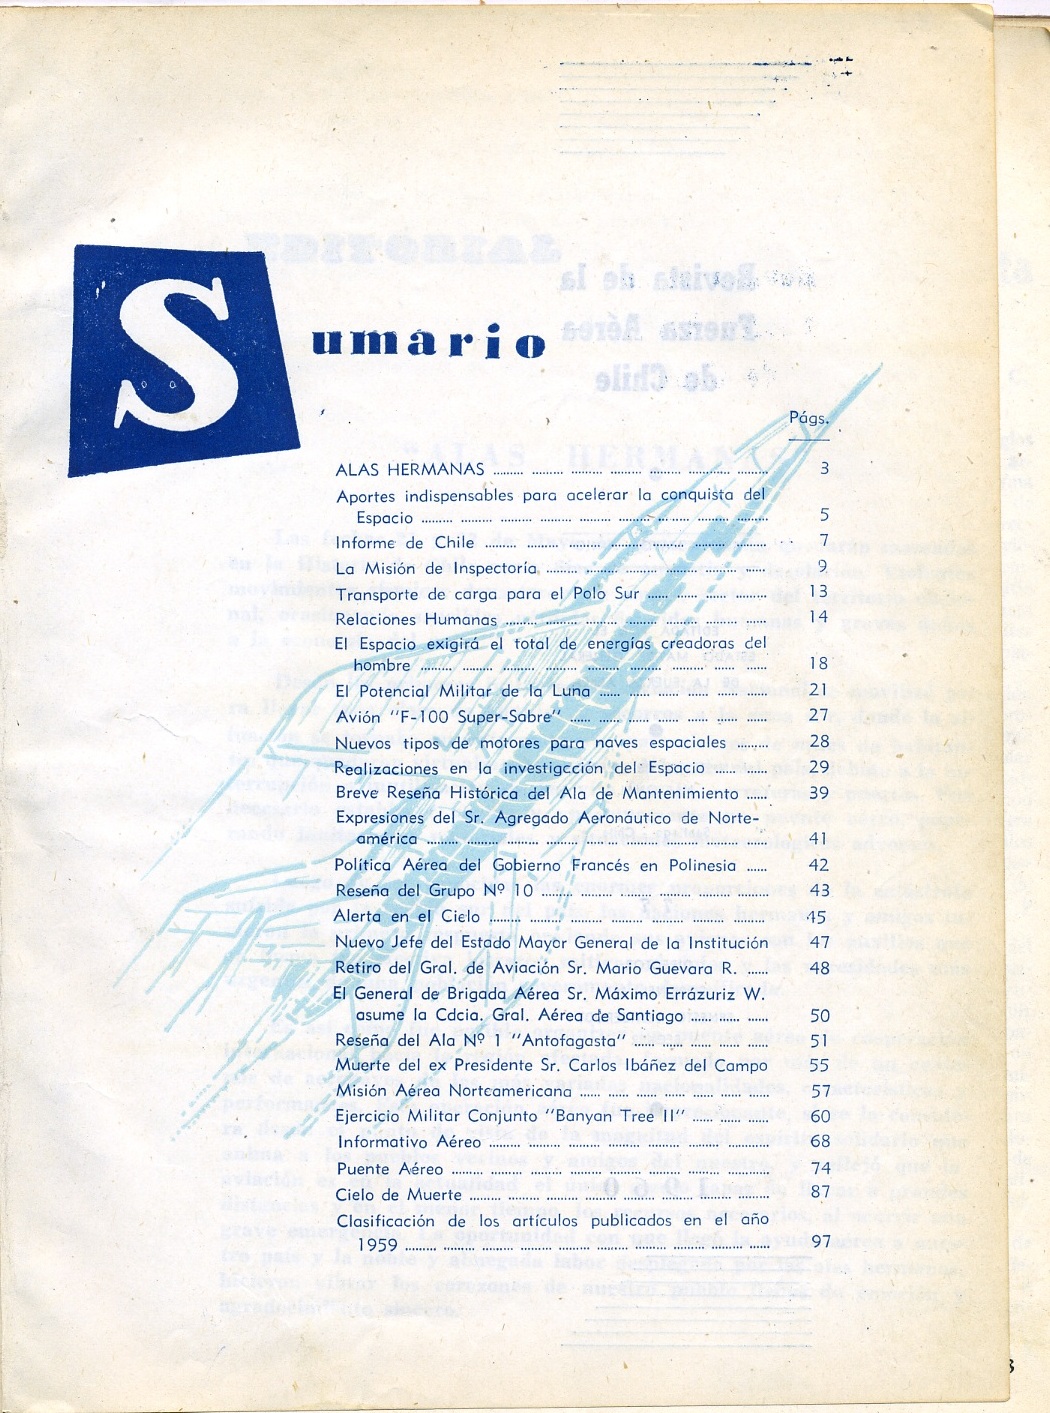 Sumario
Págs.
ALAS HERMANAS ........ 3
Aportes indispensables para acelerar la conquista del
Espacio ........ 5
Informe de Chile ........ 7
La Misión de Inspectoría ........ 9
Transporte de carga para el Polo Sur ........ 13
Relaciones Humanas ........ 14
El Espacio exigirá el total de energías creadoras del
hombre ........ 18
El Potencial Militar de la Luna ........ 21
Avión "F-100 Super-Sabre" ........ 27
Nuevos tipos de motores para naves espaciales ........ 28
Realizaciones en la investigación del Espacio ........ 29
Breve Reseña Histórica del Ala de Mantenimiento ...... 39
Expresiones del Sr. Agregado Aeronáutico de Norte-
américa ........ 41
Política Aérea del Gobierno Francés en Polinesia ...... 42
Reseña del Grupo Nº 10 ........ 43
Alerta en el Cielo ........ 45
Nuevo Jefe del Estado Mayor General de la Institución 47
Retiro del Gral. de Aviación Sr. Mario Guevara R. ...... 48
El General de Brigada Aérea Sr. Máximo Errázuriz W.
asume la Cdcia. Gral. Aérea de Santiago ........ 50
Reseña del Ala Nº 1 "Antofagasta" ........ 51
Muerte del ex Presidente Sr. Carlos Ibáñez del Campo 55
Misión Aérea Norteamericana ........ 57
Ejercicio Militar Conjunto "Banyan Tree II" ........ 60
Informativo Aéreo ........ 68
Puente Aéreo ........ 74
Cielo de Muerte ........ 87
Clasificación de los artículos publicados en el año
1959 ........ 97